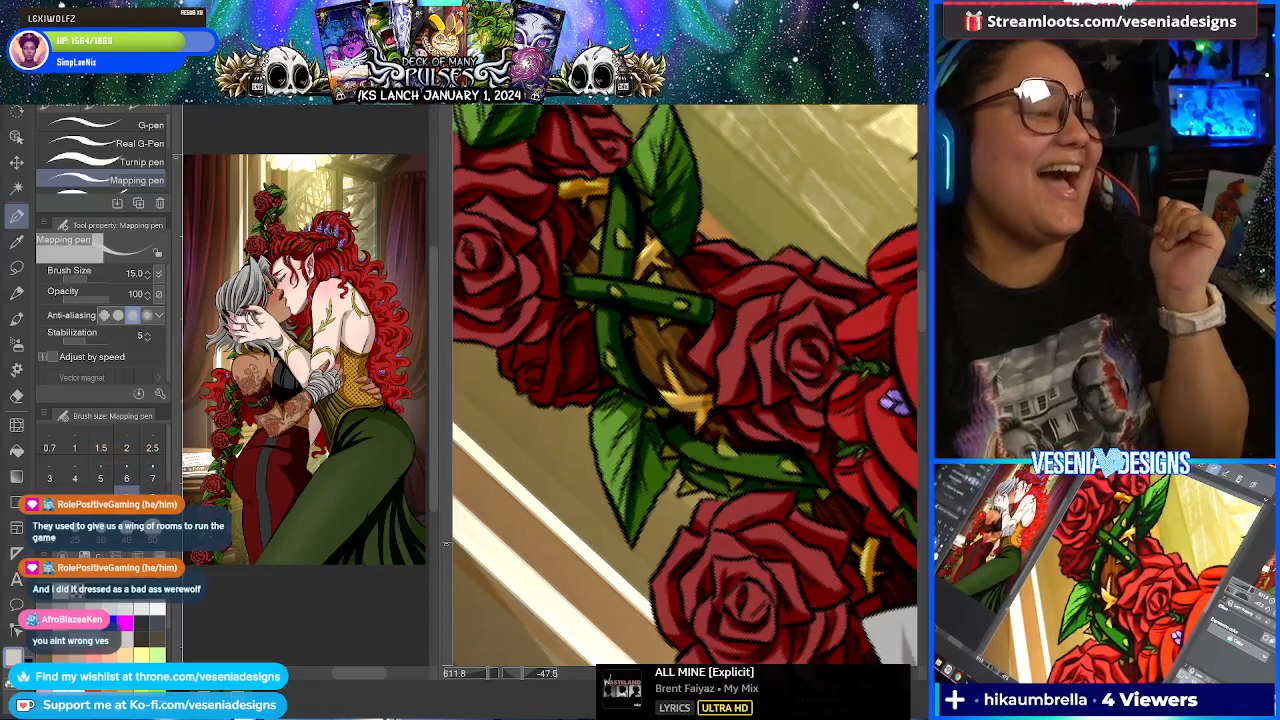 LEXIWOLFZ
HP: 1564/1869
SimpLeeNix
DECK OF MANY
PULSES
!KS LANCH JANUARY 1, 2024
Streamloots.com/veseniadesigns
G-pen
Real G-Pen
Turnip pen
Mapping pen
Tool property: Mapping pen
Mapping pen
Brush Size 15.0
Opacity 100
Anti-aliasing
Stabilization 5
Adjust by speed
Vector magnet
Brush size: Mapping pen
0.7 1 1.5 2 2.5
3 4 5 6 7
RolePositiveGaming (he/him)
They used to give us a wing of rooms to run the
game
25 30
RolePositiveGaming (he/him)
And I did it dressed as a bad ass werewolf
AfroBlazeaKen
you aint wrong ves
Find my wishlist at throne.com/veseniadesigns
Support me at Ko-fi.com/veseniadesigns
611.8 -47.5
WASTELAND
ALL MINE [Explicit]
Brent Faiyaz • My Mix
LYRICS ULTRA HD
VESENIA DESIGNS
hikaumbrella 4 Viewers